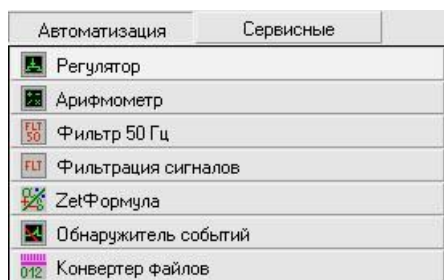 Автоматизация Сервисные
Регулятор
Арифмометр
FLT 50 Фильтр 50 Гц
FLT Фильтрация сигналов
ZetФормула
Обнаружитель событий
012 Конвертер файлов